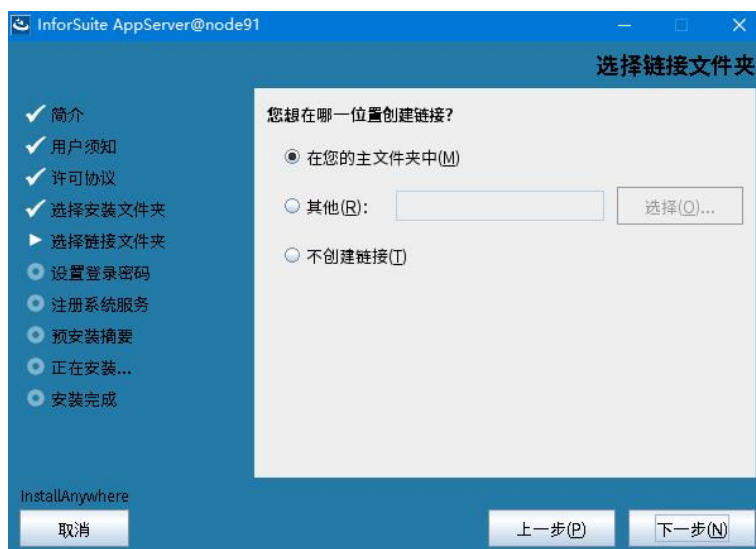 InforSuite AppServer@node91
选择链接文件夹
简介
用户须知
许可协议
选择安装文件夹
选择链接文件夹
设置登录密码
注册系统服务
预安装摘要
正在安装...
安装完成
您想在哪一位置创建链接?
在您的主文件夹中(M)
其他(R):
选择(O)...
不创建链接(T)
InstallAnywhere
取消
上一步(P)
下一步(N)